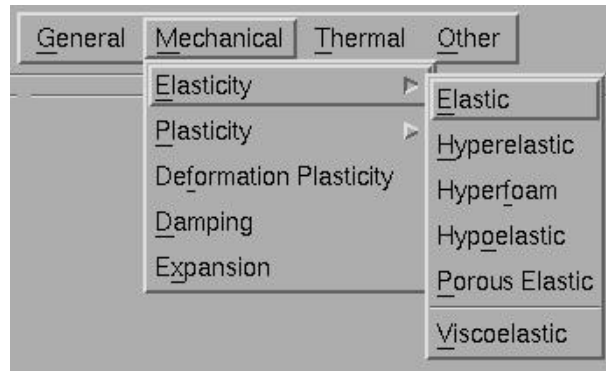 General Mechanical Thermal Other
Elasticity
Plasticity
Deformation Plasticity
Damping
Expansion
Elastic
Hyperelastic
Hyperfoam
Hypoelastic
Porous Elastic
Viscoelastic